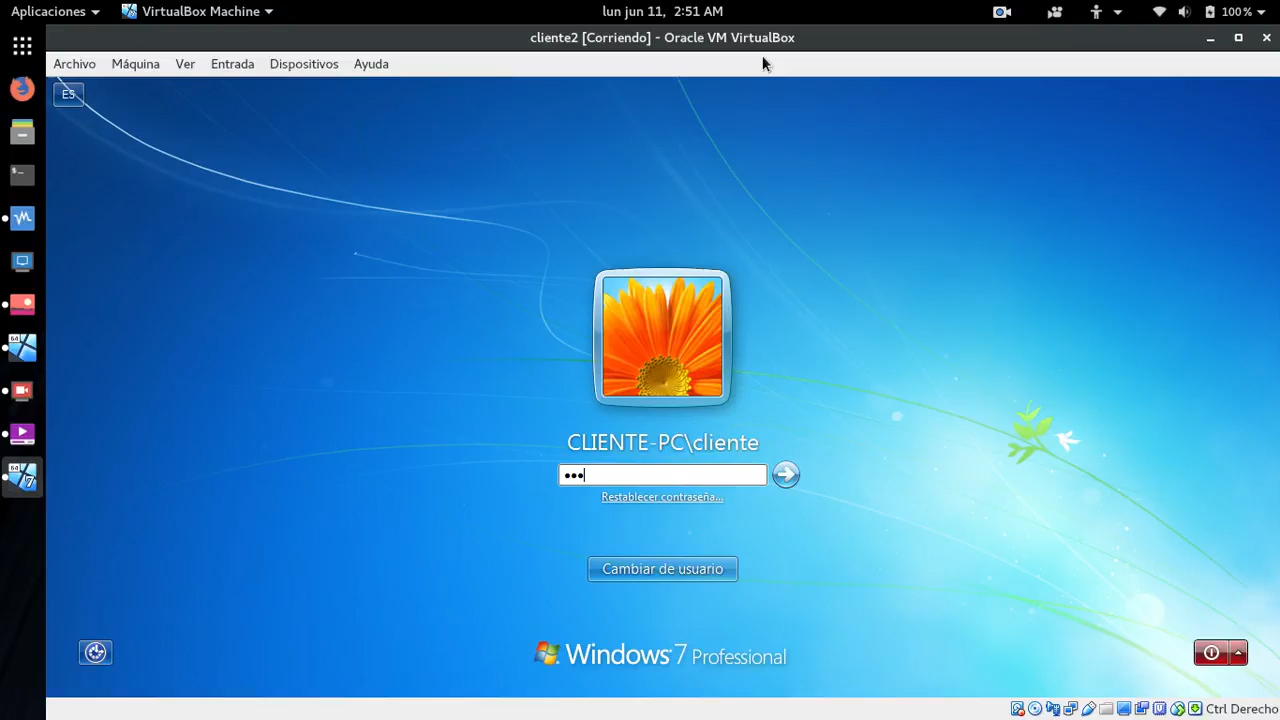 Aplicaciones VirtualBox Machine lun jun 11, 2:51 AM 100%
cliente2 [Corriendo] - Oracle VM VirtualBox
Archivo Máquina Ver Entrada Dispositivos Ayuda
ES
CLIENTE-PC\cliente
•••
Restablecer contraseña...
Cambiar de usuario
Windows 7 Professional
Ctrl Derecho